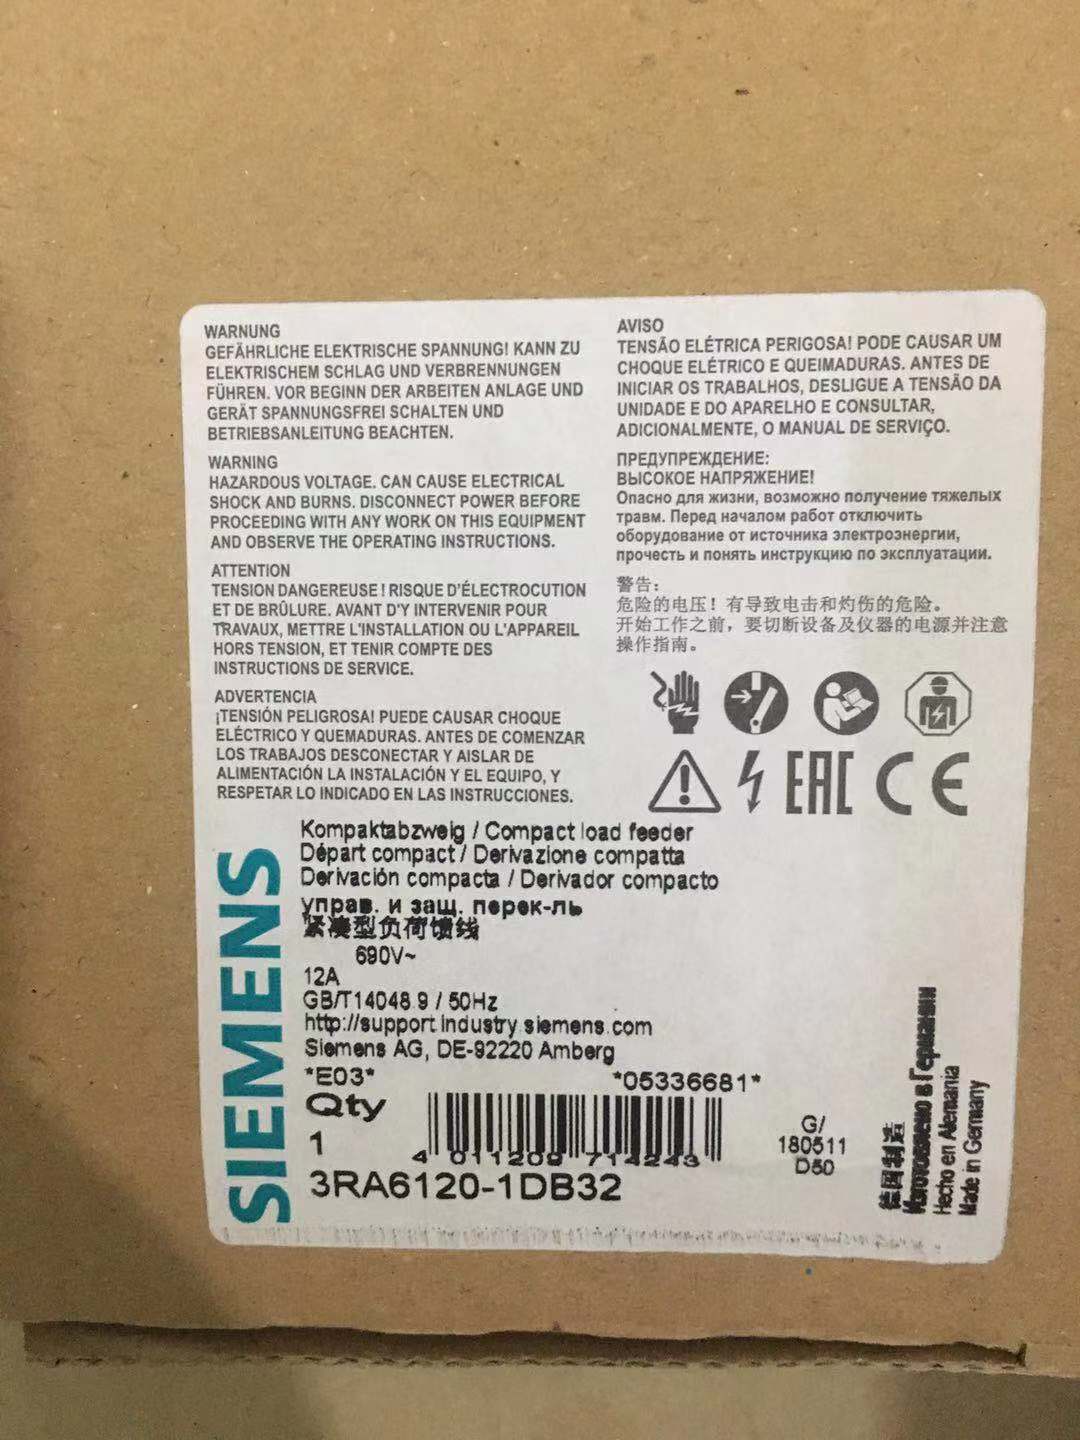 WARNUNG
GEFÄHRLICHE ELEKTRISCHE SPANNUNG! KANN ZU
ELEKTRISCHEM SCHLAG UND VERBRENNUNGEN
FÜHREN. VOR BEGINN DER ARBEITEN ANLAGE UND
GERÄT SPANNUNGSFREI SCHALTEN UND
BETRIEBSANLEITUNG BEACHTEN.
WARNING
HAZARDOUS VOLTAGE. CAN CAUSE ELECTRICAL
SHOCK AND BURNS. DISCONNECT POWER BEFORE
PROCEEDING WITH ANY WORK ON THIS EQUIPMENT
AND OBSERVE THE OPERATING INSTRUCTIONS.
ATTENTION
TENSION DANGEREUSE ! RISQUE D'ÉLECTROCUTION
ET DE BRÛLURE. AVANT D'Y INTERVENIR POUR
TRAVAUX, METTRE L'INSTALLATION OU L'APPAREIL
HORS TENSION, ET TENIR COMPTE DES
INSTRUCTIONS DE SERVICE.
ADVERTENCIA
¡TENSIÓN PELIGROSA! PUEDE CAUSAR CHOQUE
ELÉCTRICO Y QUEMADURAS. ANTES DE COMENZAR
LOS TRABAJOS DESCONECTAR Y AISLAR DE
ALIMENTACIÓN LA INSTALACIÓN Y EL EQUIPO, Y
RESPETAR LO INDICADO EN LAS INSTRUCCIONES.
AVISO
TENSÃO ELÉTRICA PERIGOSA! PODE CAUSAR UM
CHOQUE ELÉTRICO E QUEIMADURAS. ANTES DE
INICIAR OS TRABALHOS, DESLIGUE A TENSÃO DA
UNIDADE E DO APARELHO E CONSULTAR,
ADICIONALMENTE, O MANUAL DE SERVIÇO.
ПРЕДУПРЕЖДЕНИЕ:
ВЫСОКОЕ НАПРЯЖЕНИЕ!
Опасно для жизни, возможно получение тяжелых
травм. Перед началом работ отключить
оборудование от источника электроэнергии,
прочесть и понять инструкцию по эксплуатации.
警告:
危险的电压! 有导致电击和灼伤的危险。
开始工作之前, 要切断设备及仪器的电源并注意
操作指南。
EAC CE
SIEMENS
Kompaktabzweig / Compact load feeder
Départ compact / Derivazione compatta
Derivación compacta / Derivador compacto
управ. и защ. перек-ль
紧凑型负荷馈线
690V~
12A
GB/T14048.9 / 50Hz
http://support.industry.siemens.com
Siemens AG, DE-92220 Amberg
*E03* *05336681*
Qty
1
4 011209 714243
3RA6120-1DB32
G/
180511
D50
德国制造
Изготовлено в Германии
Hecho en Alemania
Made in Germany